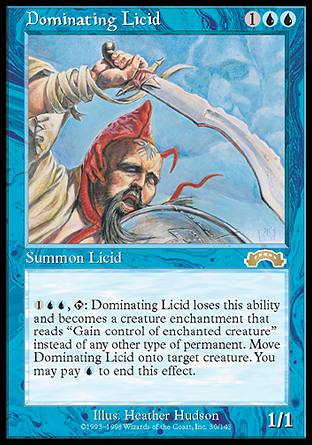 Dominating Licid 1
Summon Licid
1, : Dominating Licid loses this ability
and becomes a creature enchantment that
reads “Gain control of enchanted creature”
instead of any other type of permanent. Move
Dominating Licid onto target creature. You
may pay to end this effect.
Illus. Heather Hudson
©1993–1998 Wizards of the Coast, Inc. 30/143
1/1